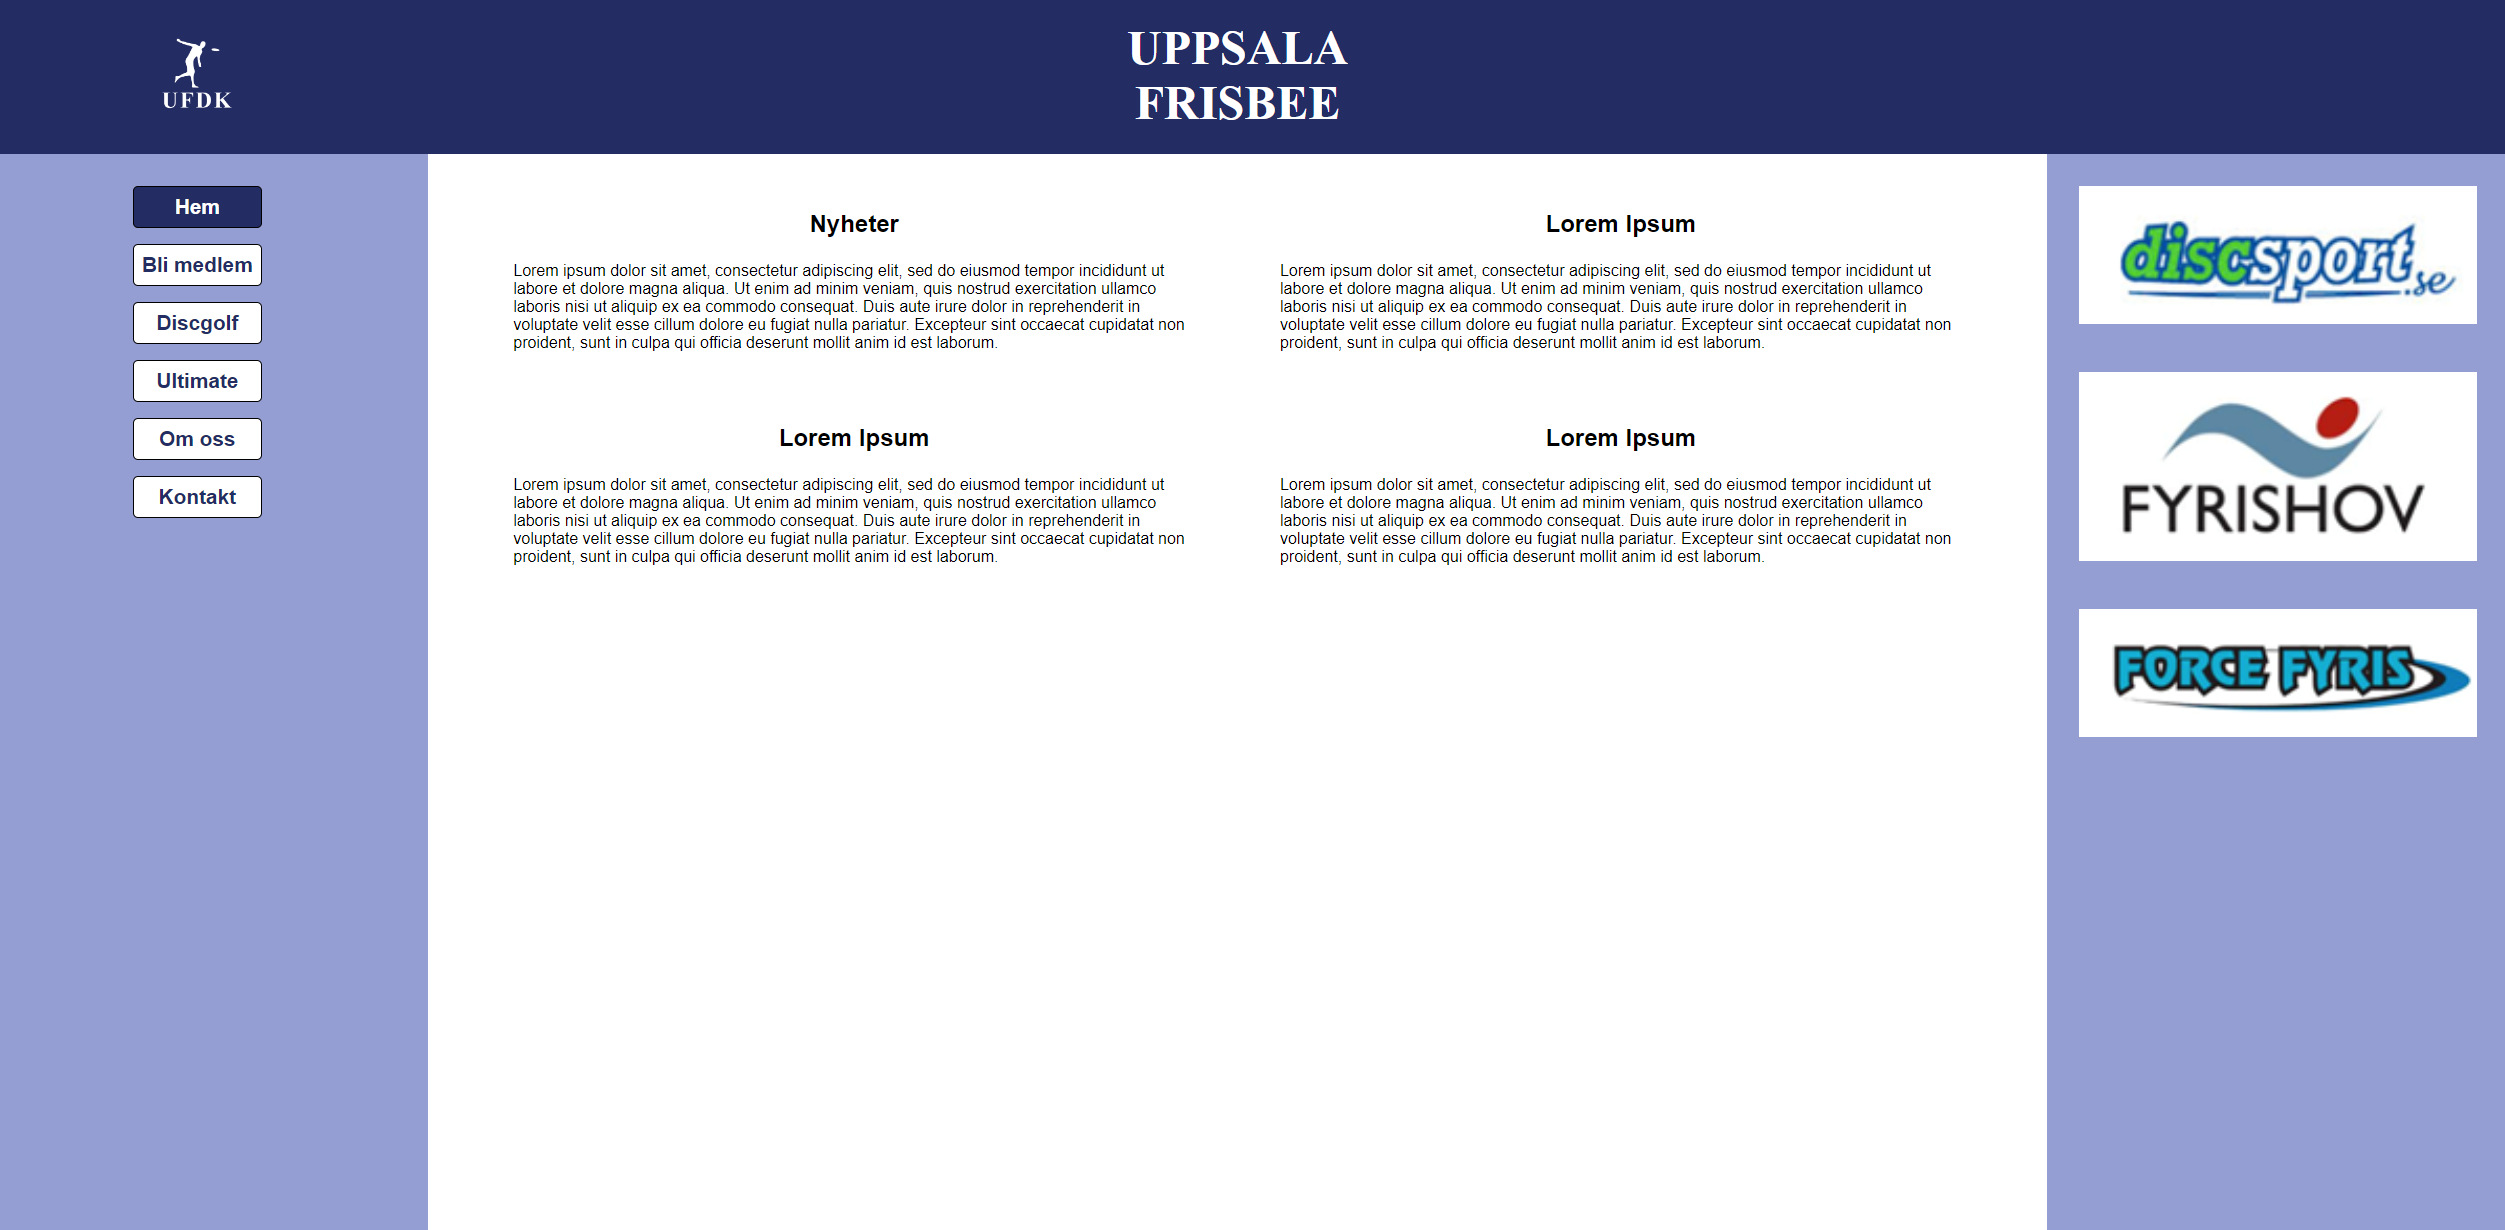 UFDK
UPPSALA
FRISBEE
Hem
Bli medlem
Discgolf
Ultimate
Om oss
Kontakt
Nyheter
Lorem ipsum dolor sit amet, consectetur adipiscing elit, sed do eiusmod tempor incididunt ut
labore et dolore magna aliqua. Ut enim ad minim veniam, quis nostrud exercitation ullamco
laboris nisi ut aliquip ex ea commodo consequat. Duis aute irure dolor in reprehenderit in
voluptate velit esse cillum dolore eu fugiat nulla pariatur. Excepteur sint occaecat cupidatat non
proident, sunt in culpa qui officia deserunt mollit anim id est laborum.
Lorem Ipsum
Lorem ipsum dolor sit amet, consectetur adipiscing elit, sed do eiusmod tempor incididunt ut
labore et dolore magna aliqua. Ut enim ad minim veniam, quis nostrud exercitation ullamco
laboris nisi ut aliquip ex ea commodo consequat. Duis aute irure dolor in reprehenderit in
voluptate velit esse cillum dolore eu fugiat nulla pariatur. Excepteur sint occaecat cupidatat non
proident, sunt in culpa qui officia deserunt mollit anim id est laborum.
Lorem Ipsum
Lorem ipsum dolor sit amet, consectetur adipiscing elit, sed do eiusmod tempor incididunt ut
labore et dolore magna aliqua. Ut enim ad minim veniam, quis nostrud exercitation ullamco
laboris nisi ut aliquip ex ea commodo consequat. Duis aute irure dolor in reprehenderit in
voluptate velit esse cillum dolore eu fugiat nulla pariatur. Excepteur sint occaecat cupidatat non
proident, sunt in culpa qui officia deserunt mollit anim id est laborum.
Lorem Ipsum
Lorem ipsum dolor sit amet, consectetur adipiscing elit, sed do eiusmod tempor incididunt ut
labore et dolore magna aliqua. Ut enim ad minim veniam, quis nostrud exercitation ullamco
laboris nisi ut aliquip ex ea commodo consequat. Duis aute irure dolor in reprehenderit in
voluptate velit esse cillum dolore eu fugiat nulla pariatur. Excepteur sint occaecat cupidatat non
proident, sunt in culpa qui officia deserunt mollit anim id est laborum.
discsport.se
FYRISHOV
FORCE FYRIS